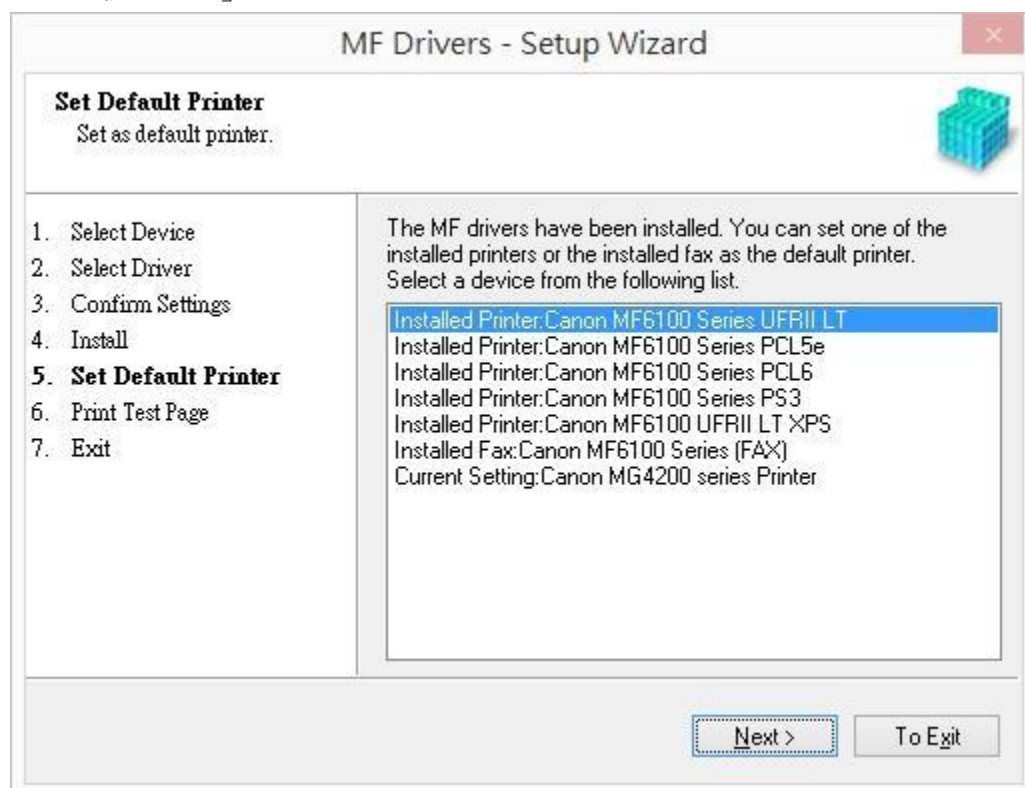 MF Drivers - Setup Wizard
Set Default Printer
Set as default printer.
1. Select Device
2. Select Driver
3. Confirm Settings
4. Install
5. Set Default Printer
6. Print Test Page
7. Exit
The MF drivers have been installed. You can set one of the
installed printers or the installed fax as the default printer.
Select a device from the following list.
Installed Printer:Canon MF6100 Series UFRII LT
Installed Printer:Canon MF6100 Series PCL5e
Installed Printer:Canon MF6100 Series PCL6
Installed Printer:Canon MF6100 Series PS3
Installed Printer:Canon MF6100 UFRII LT XPS
Installed Fax:Canon MF6100 Series (FAX)
Current Setting:Canon MG4200 series Printer
Next >
To Exit